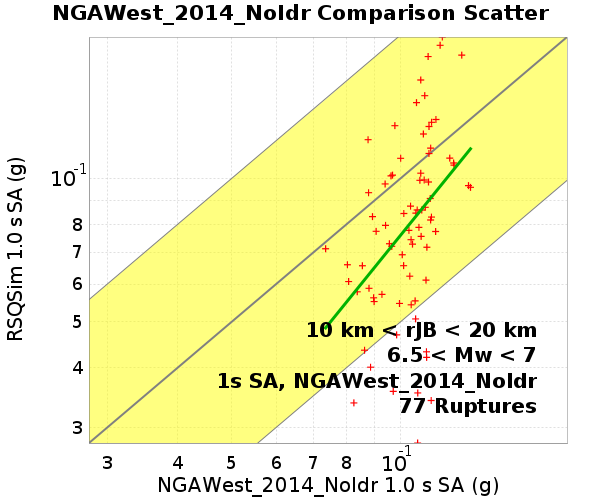 NGAWest_2014_NoIdr Comparison Scatter
RSQSim 1.0 s SA (g)
10-1
8
7
6
5
4
3
10 km < rJB < 20 km
6.5 < Mw < 7
1s SA, NGAWest_2014_NoIdr
77 Ruptures
3 4 5 6 7 8 10-1
NGAWest_2014_NoIdr 1.0 s SA (g)